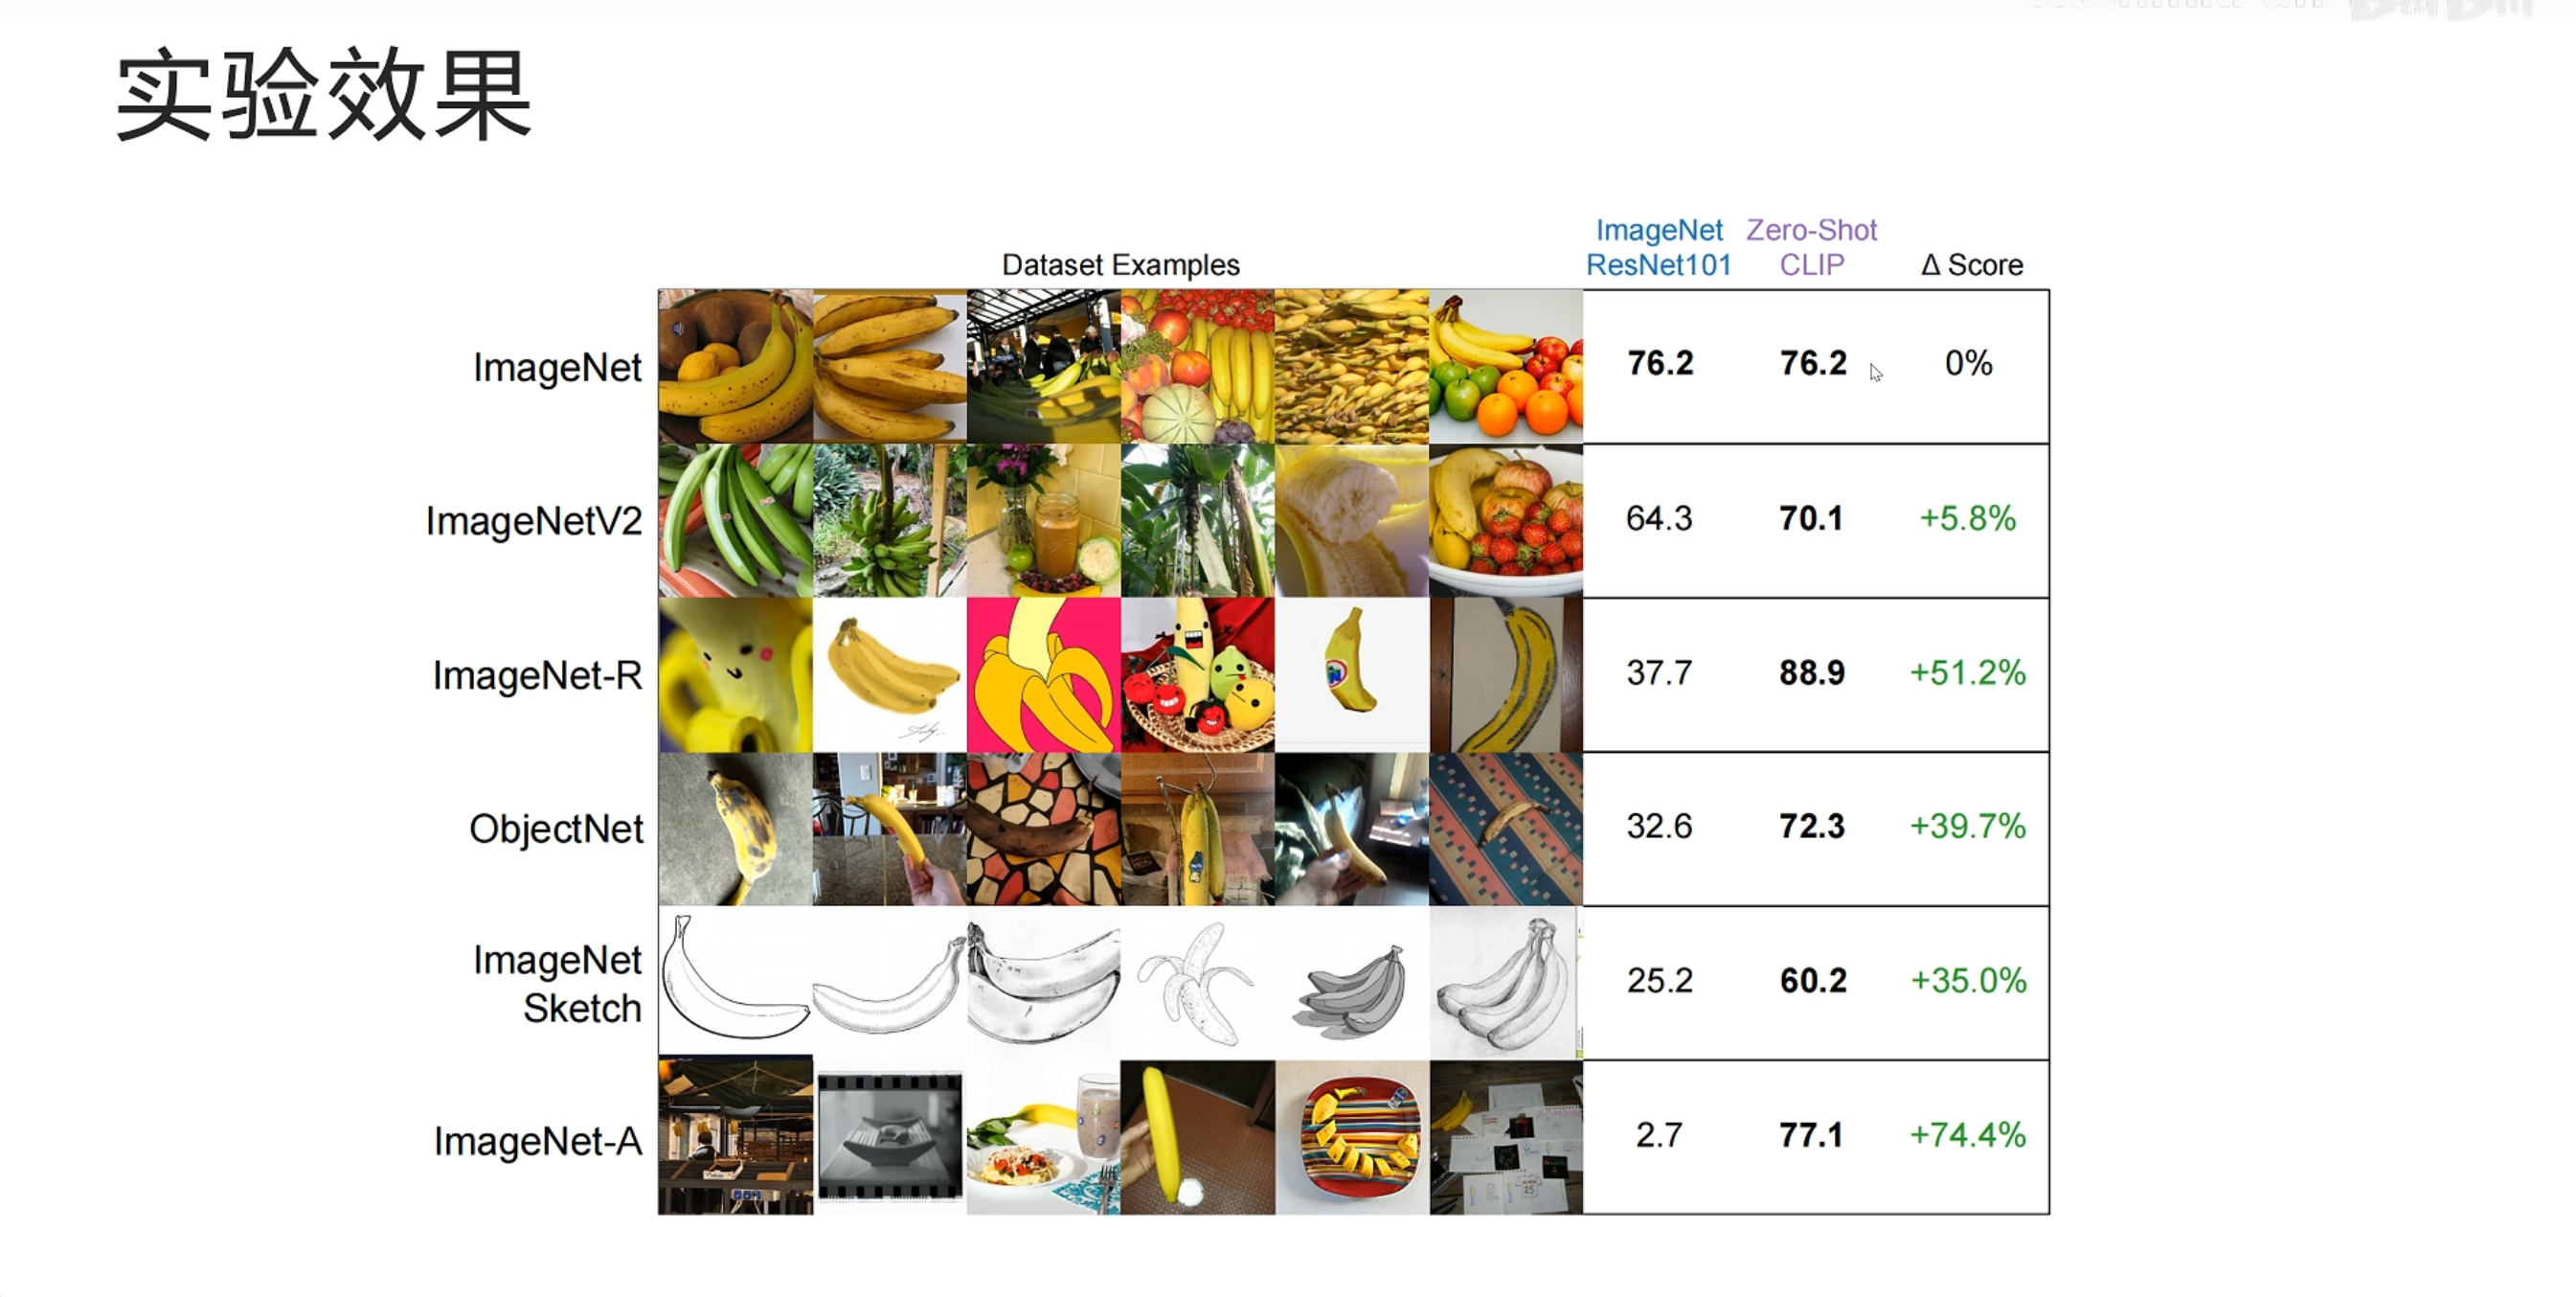 实验效果
Dataset Examples
ImageNet ResNet101
Zero-Shot CLIP
Δ Score
ImageNet 76.2 76.2 0%
ImageNetV2 64.3 70.1 +5.8%
ImageNet-R 37.7 88.9 +51.2%
ObjectNet 32.6 72.3 +39.7%
ImageNet Sketch 25.2 60.2 +35.0%
ImageNet-A 2.7 77.1 +74.4%